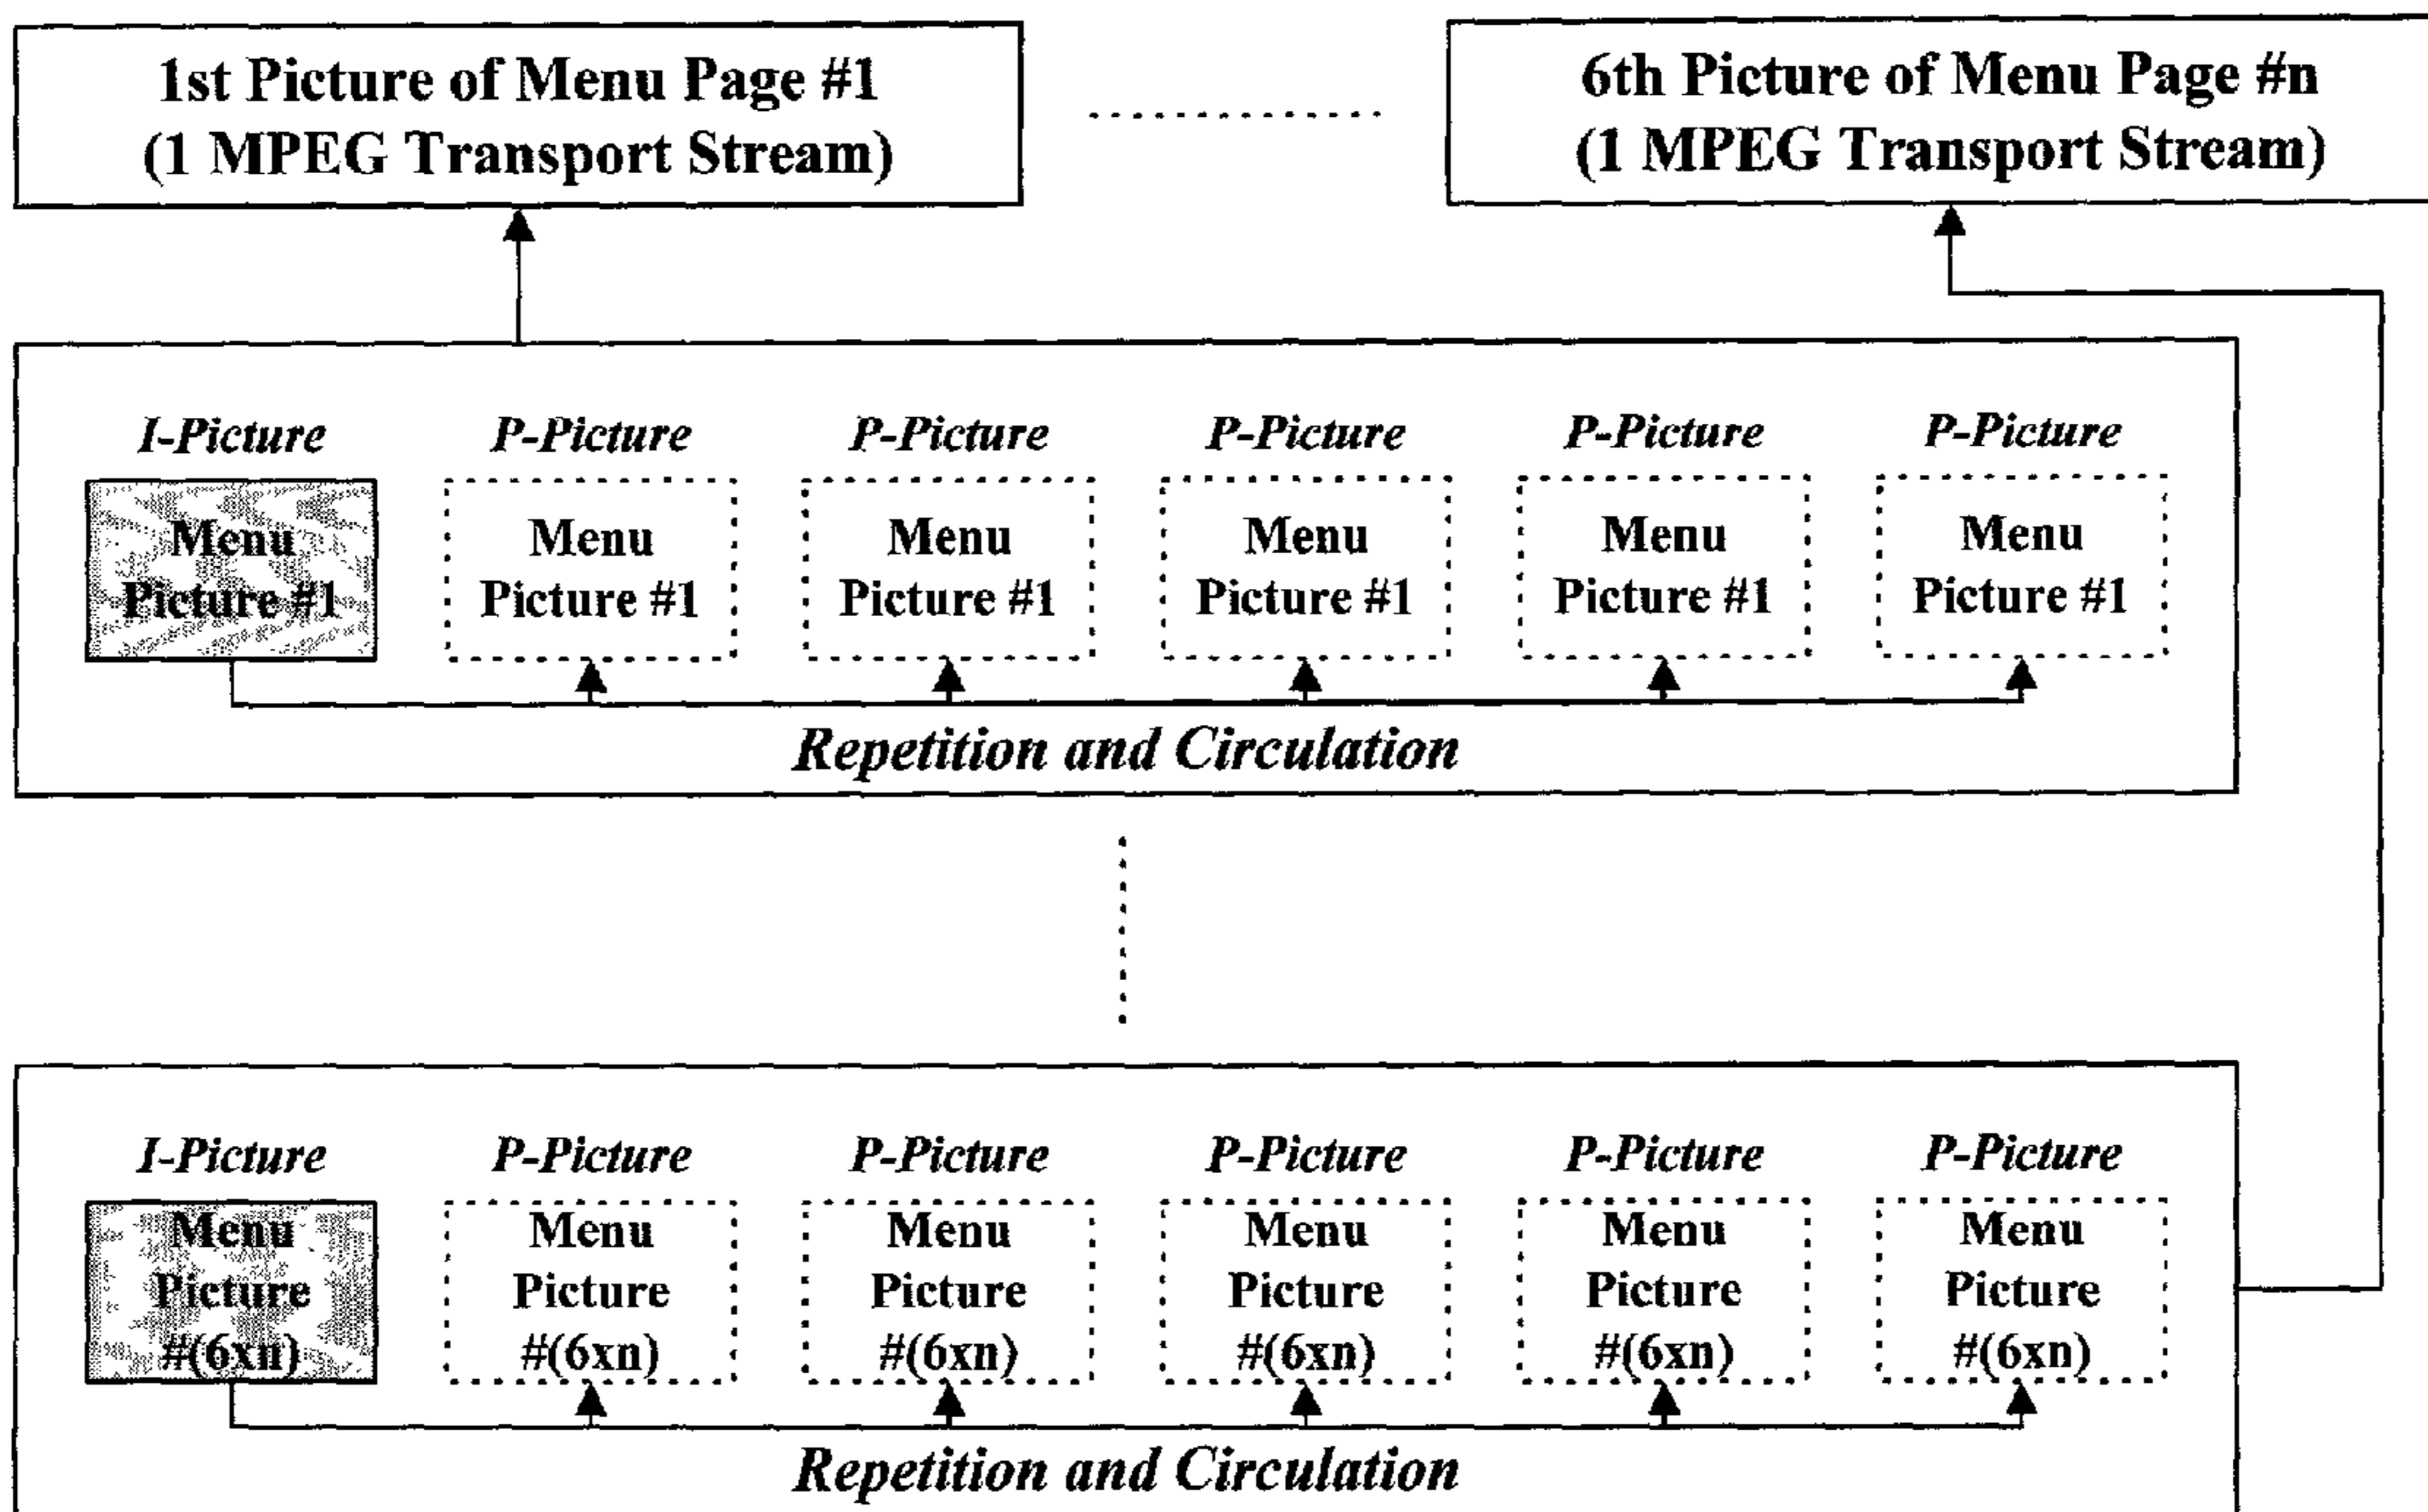 1st Picture of Menu Page #1
(1 MPEG Transport Stream)
6th Picture of Menu Page #n
(1 MPEG Transport Stream)
I-Picture P-Picture P-Picture P-Picture P-Picture P-Picture
Menu Menu Menu Menu Menu Menu
Picture #1 Picture #1 Picture #1 Picture #1 Picture #1 Picture #1
Repetition and Circulation
I-Picture P-Picture P-Picture P-Picture P-Picture P-Picture
Menu Menu Menu Menu Menu Menu
Picture Picture Picture Picture Picture Picture
#(6xn) #(6xn) #(6xn) #(6xn) #(6xn) #(6xn)
Repetition and Circulation